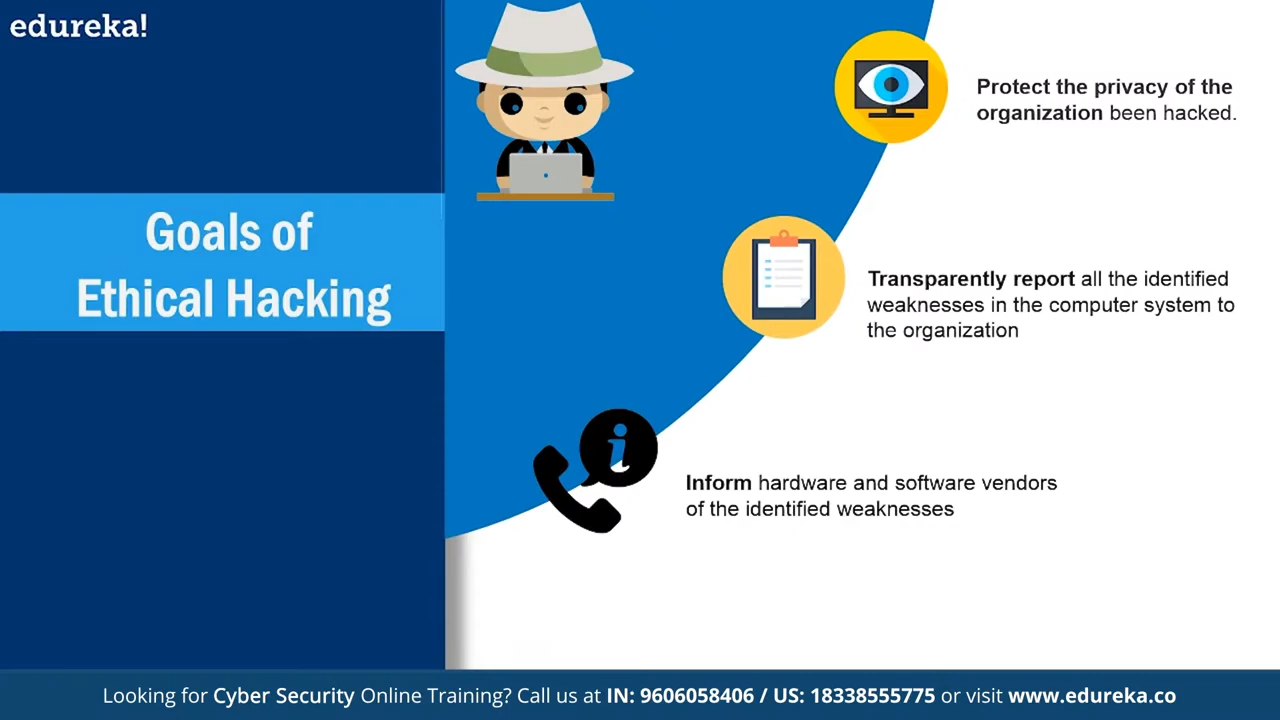 edureka!
Goals of
Ethical Hacking
Protect the privacy of the
organization been hacked.
Transparently report all the identified
weaknesses in the computer system to
the organization
i
Inform hardware and software vendors
of the identified weaknesses
Looking for Cyber Security Online Training? Call us at IN: 9606058406 / US: 18338555775 or visit www.edureka.co